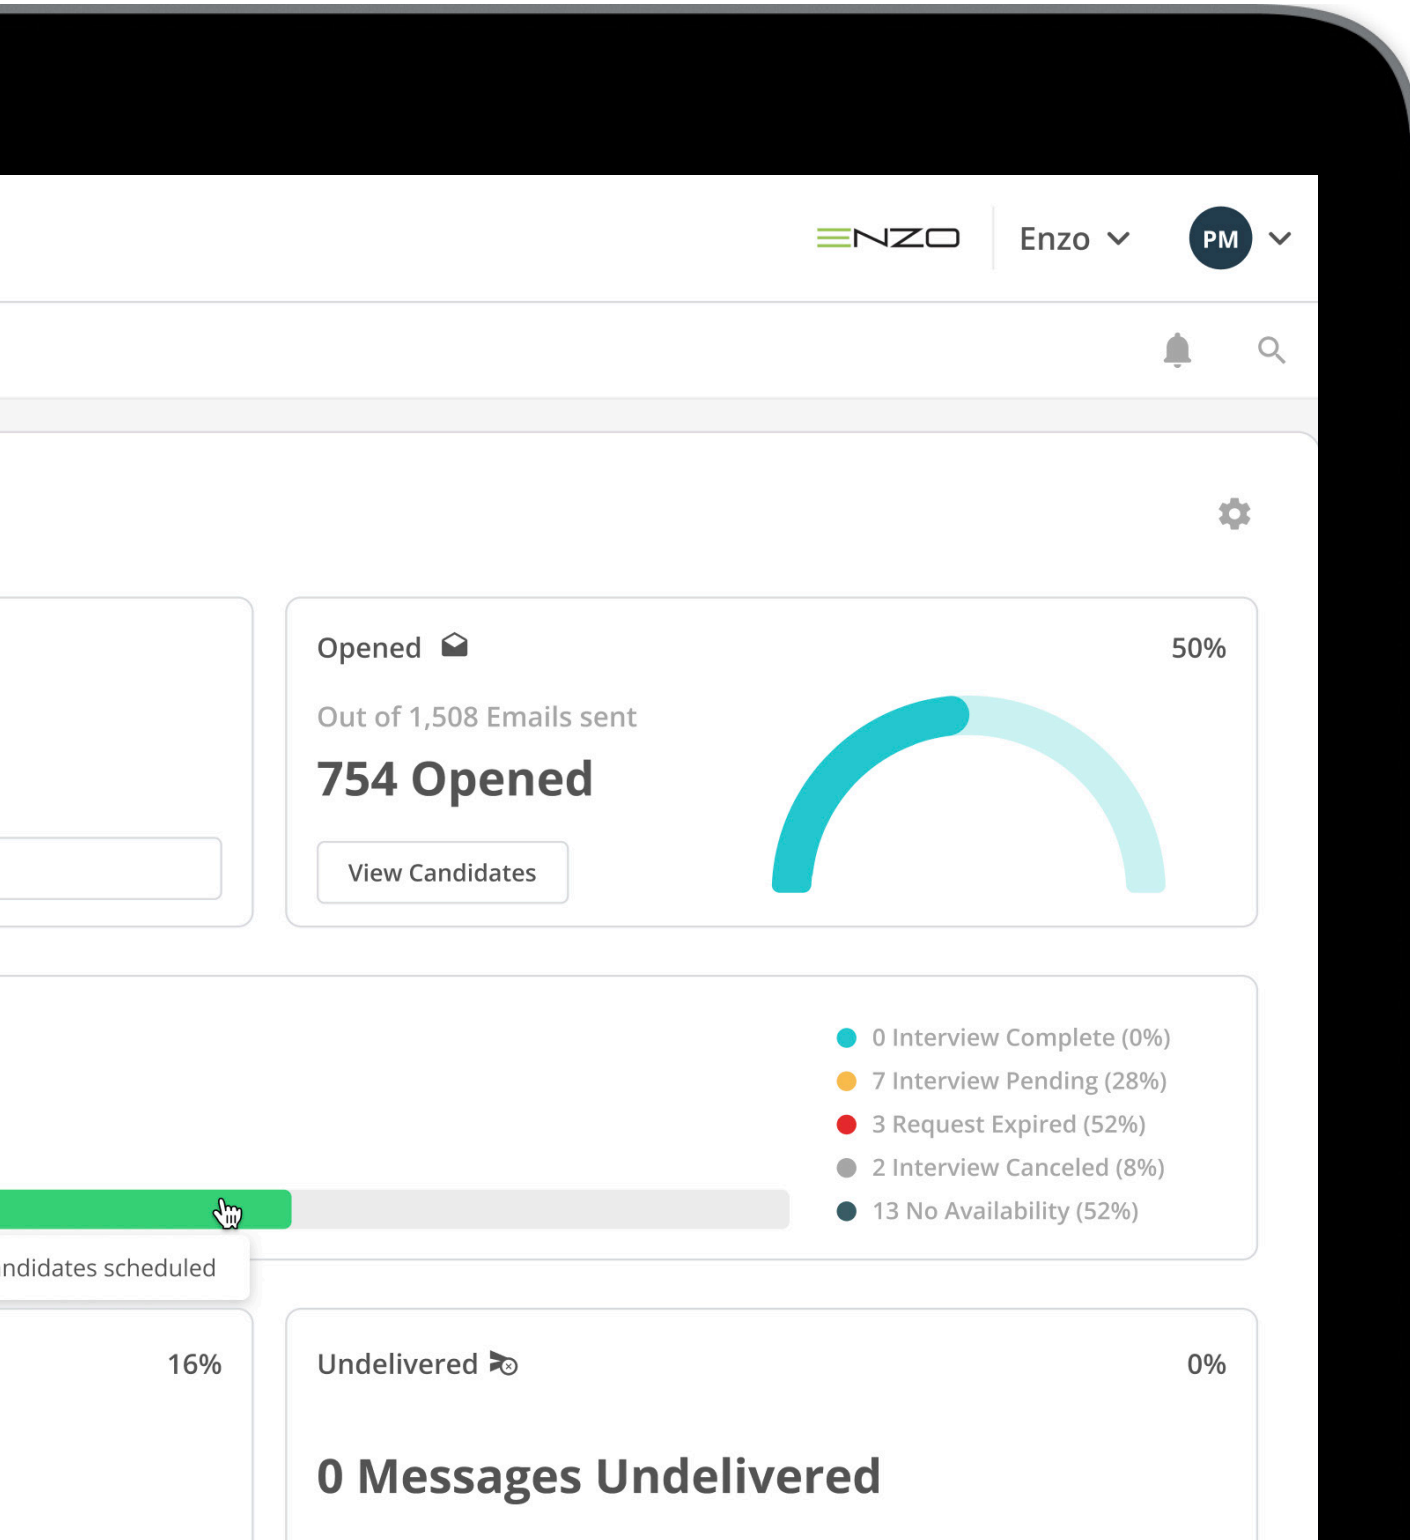 ENZO
Enzo
PM
Opened
50%
Out of 1,508 Emails sent
754 Opened
View Candidates
0 Interview Complete (0%)
7 Interview Pending (28%)
3 Request Expired (52%)
2 Interview Canceled (8%)
13 No Availability (52%)
ndidates scheduled
16%
Undelivered
0%
0 Messages Undelivered